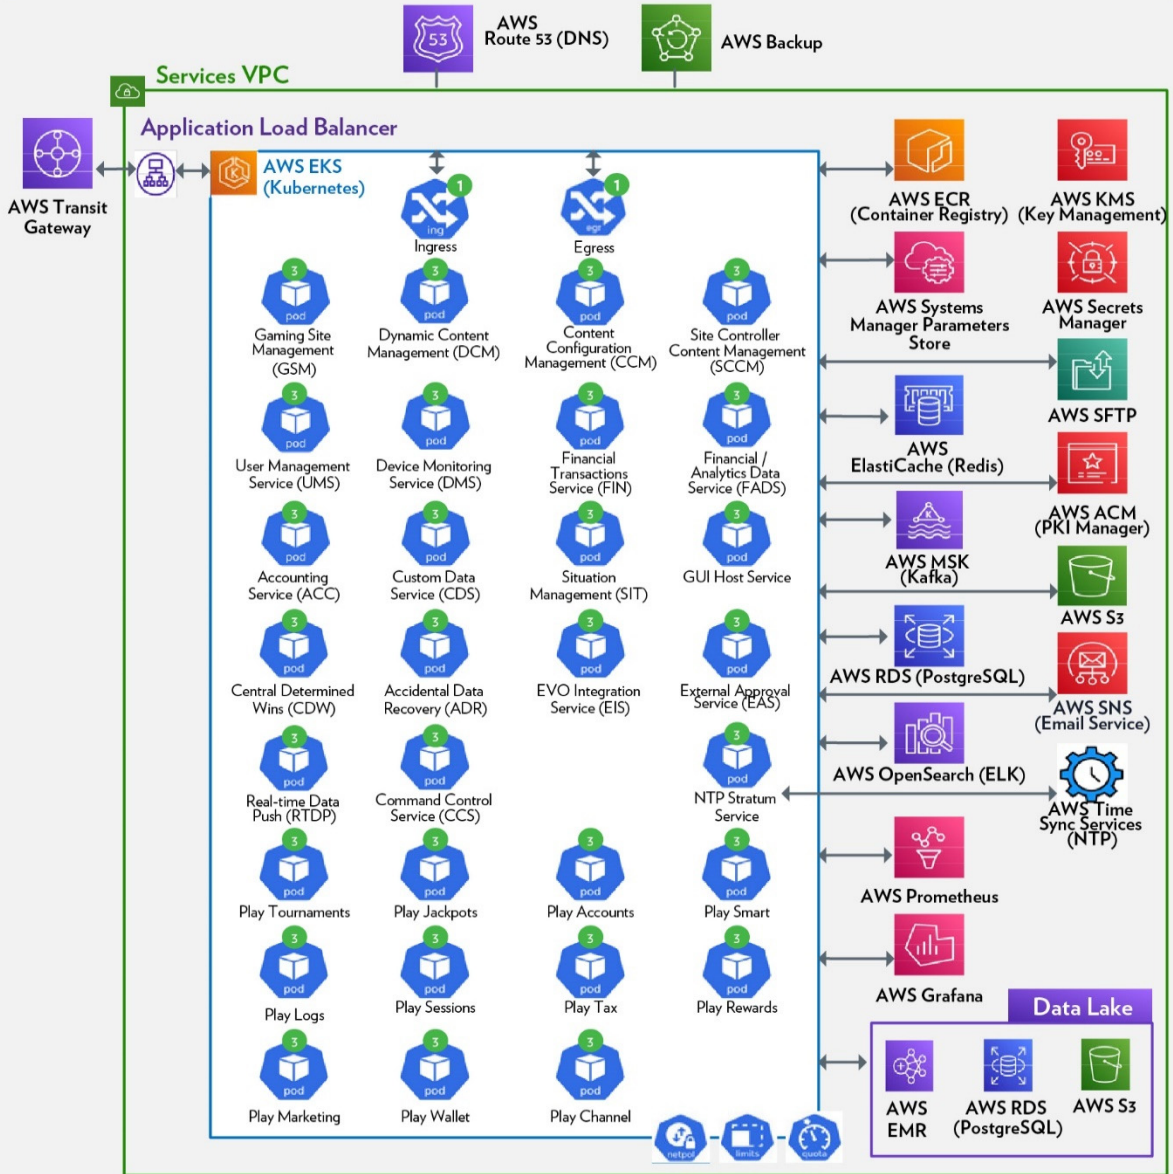 53
AWS
Route 53 (DNS)
AWS Backup
Services VPC
Application Load Balancer
AWS Transit
Gateway
K
AWS EKS
(Kubernetes)
1
ing
Ingress
1
egr
Egress
3
pod
Gaming Site
Management
(GSM)
3
pod
Dynamic Content
Management (DCM)
3
pod
Content
Configuration
Management (CCM)
3
pod
Site Controller
Content Management
(SCCM)
3
pod
User Management
Service (UMS)
3
pod
Device Monitoring
Service (DMS)
3
pod
Financial
Transactions
Service (FIN)
3
pod
Financial /
Analytics Data
Service (FADS)
3
pod
Accounting
Service (ACC)
3
pod
Custom Data
Service (CDS)
3
pod
Situation
Management (SIT)
3
pod
GUI Host Service
3
pod
Central Determined
Wins (CDW)
3
pod
Accidental Data
Recovery (ADR)
3
pod
EVO Integration
Service (EIS)
3
pod
External Approval
Service (EAS)
3
pod
Real-time Data
Push (RTDP)
3
pod
Command Control
Service (CCS)
3
pod
NTP Stratum
Service
3
pod
Play Tournaments
3
pod
Play Jackpots
3
pod
Play Accounts
3
pod
Play Smart
3
pod
Play Logs
3
pod
Play Sessions
3
pod
Play Tax
3
pod
Play Rewards
3
pod
Play Marketing
3
pod
Play Wallet
3
pod
Play Channel
netpol
limits
quota
AWS ECR
(Container Registry)
AWS KMS
(Key Management)
AWS Systems
Manager Parameters
Store
AWS Secrets
Manager
AWS SFTP
AWS
ElastiCache (Redis)
AWS ACM
(PKI Manager)
K
AWS MSK
(Kafka)
AWS S3
AWS RDS (PostgreSQL)
AWS SNS
(Email Service)
AWS OpenSearch (ELK)
AWS Time
Sync Services
(NTP)
AWS Prometheus
AWS Grafana
Data Lake
AWS
EMR
AWS RDS
(PostgreSQL)
AWS S3